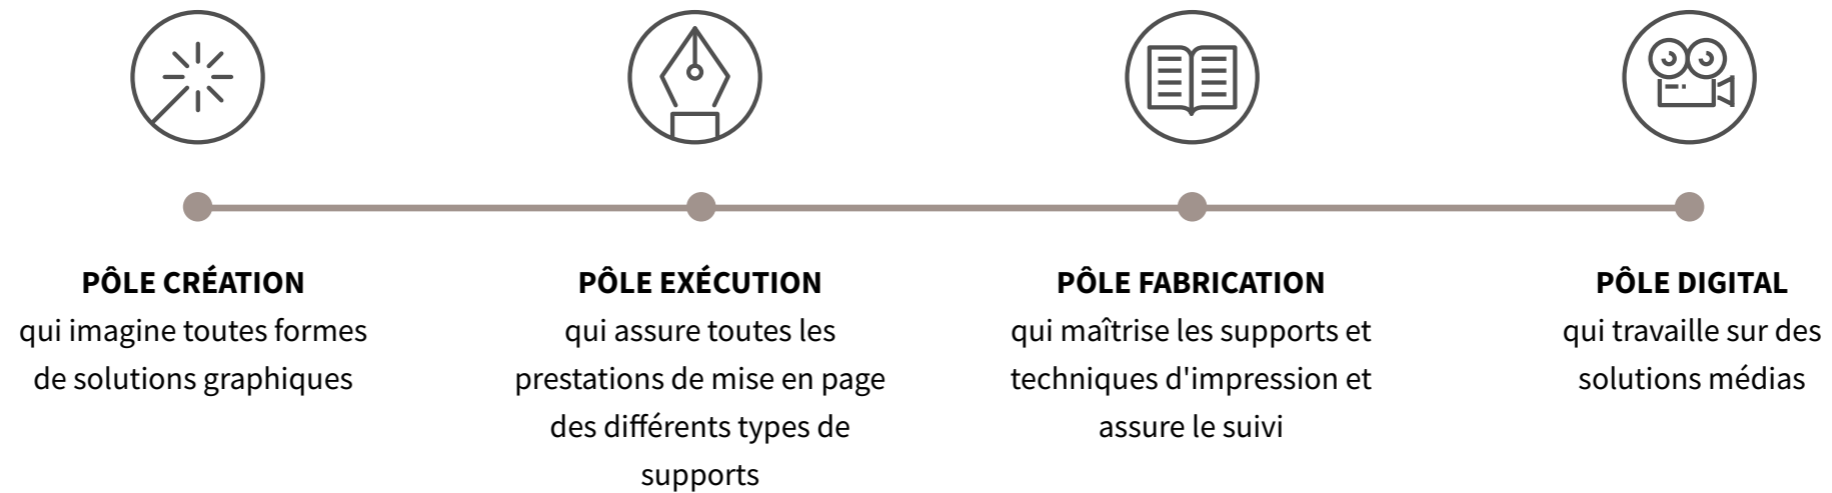 PÔLE CRÉATION
qui imagine toutes formes
de solutions graphiques
PÔLE EXÉCUTION
qui assure toutes les
prestations de mise en page
des différents types de
supports
PÔLE FABRICATION
qui maîtrise les supports et
techniques d'impression et
assure le suivi
PÔLE DIGITAL
qui travaille sur des
solutions médias